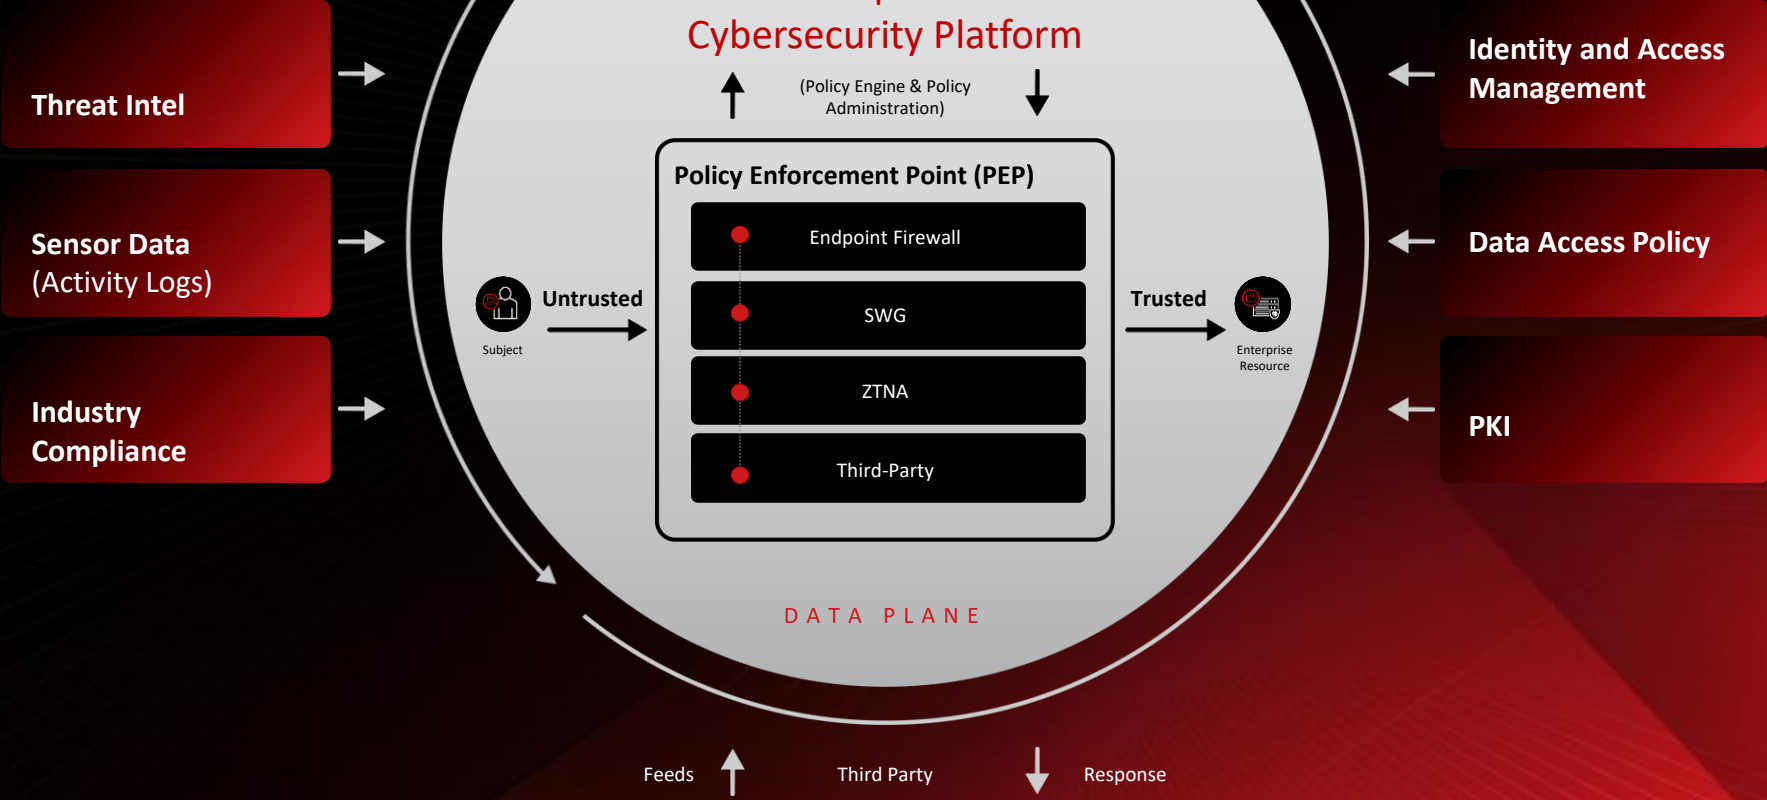 Cybersecurity Platform
(Policy Engine & Policy
Administration)
Threat Intel
Sensor Data
(Activity Logs)
Industry
Compliance
Policy Enforcement Point (PEP)
Endpoint Firewall
SWG
ZTNA
Third-Party
Untrusted
Subject
Trusted
Enterprise
Resource
DATA PLANE
Identity and Access
Management
Data Access Policy
PKI
Feeds
Third Party
Response